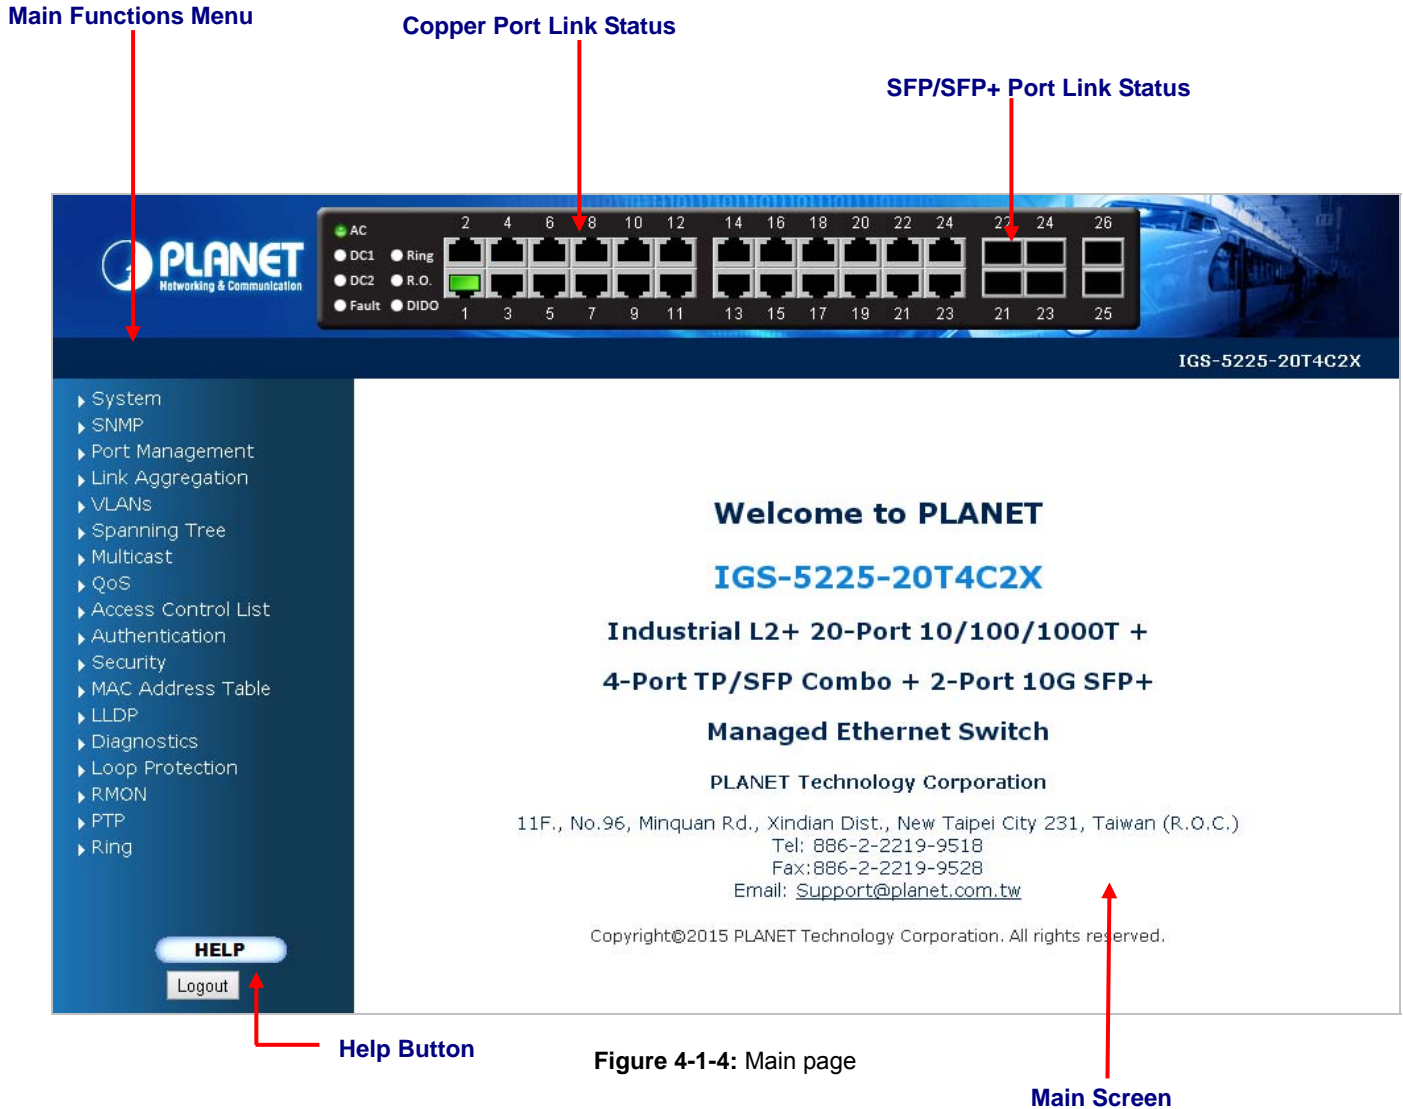 Main Functions Menu
Copper Port Link Status
SFP/SFP+ Port Link Status
PLANET
Networking & Communication
AC
DC1 Ring
DC2 R.O.
Fault DIDO
2 4 6 8 10 12 14 16 18 20 22 24 22 24 26
1 3 5 7 9 11 13 15 17 19 21 23 21 23 25
IGS-5225-20T4C2X
System
SNMP
Port Management
Link Aggregation
VLANs
Spanning Tree
Multicast
QoS
Access Control List
Authentication
Security
MAC Address Table
LLDP
Diagnostics
Loop Protection
RMON
PTP
Ring
HELP
Logout
Welcome to PLANET
IGS-5225-20T4C2X
Industrial L2+ 20-Port 10/100/1000T +
4-Port TP/SFP Combo + 2-Port 10G SFP+
Managed Ethernet Switch
PLANET Technology Corporation
11F., No.96, Minquan Rd., Xindian Dist., New Taipei City 231, Taiwan (R.O.C.)
Tel: 886-2-2219-9518
Fax:886-2-2219-9528
Email: Support@planet.com.tw
Copyright©2015 PLANET Technology Corporation. All rights reserved.
Help Button
Figure 4-1-4: Main page
Main Screen